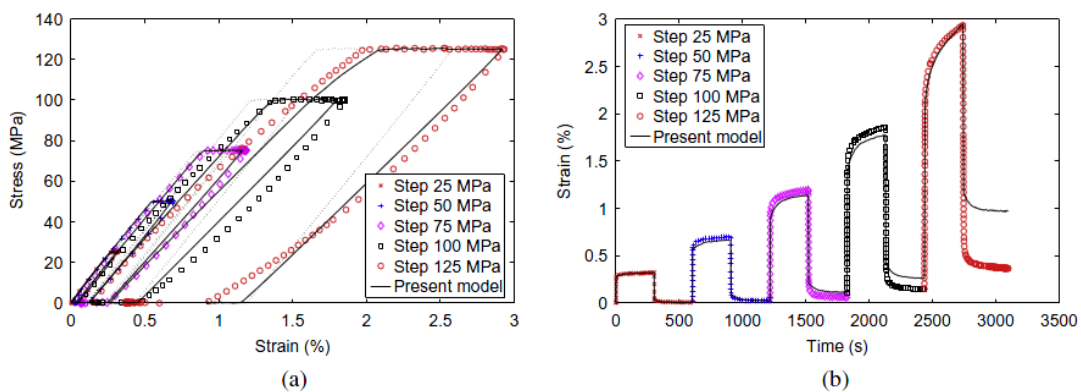 140
120
100
80
60
40
20
0
Stress (MPa)
Step 25 MPa
Step 50 MPa
Step 75 MPa
Step 100 MPa
Step 125 MPa
Present model
0 0.5 1 1.5 2 2.5 3
Strain (%)
(a)
3
2.5
2
1.5
1
0.5
0
Strain (%)
Step 25 MPa
Step 50 MPa
Step 75 MPa
Step 100 MPa
Step 125 MPa
Present model
0 500 1000 1500 2000 2500 3000 3500
Time (s)
(b)